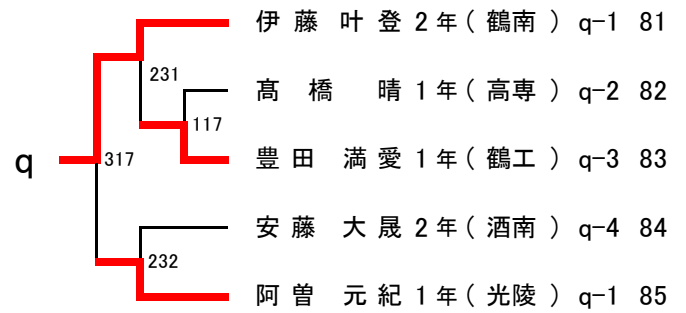 伊藤 叶登 2年(鶴南) q-1 81
231
髙橋 晴 1年(高専) q-2 82
117
q
317
豊田 満愛 1年(鶴工) q-3 83
安藤 大晟 2年(酒南) q-4 84
232
阿曽 元紀 1年(光陵) q-1 85